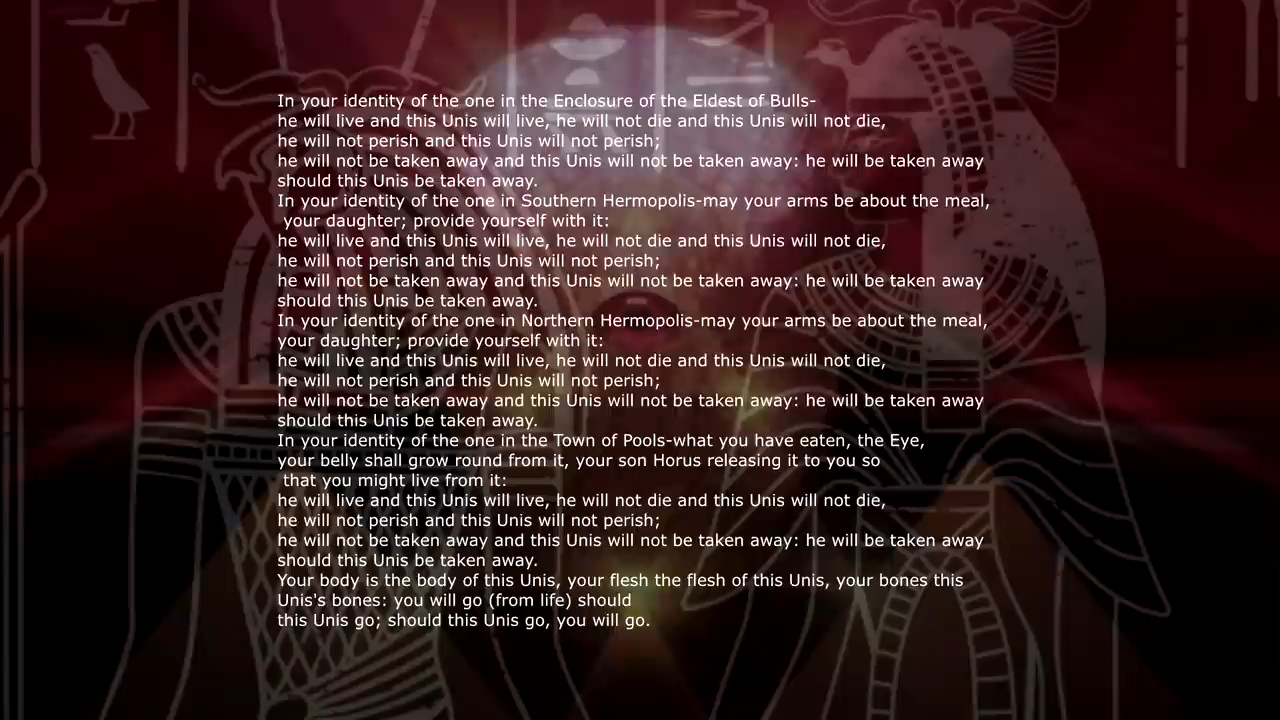 In your identity of the one in the Enclosure of the Eldest of Bulls-
he will live and this Unis will live, he will not die and this Unis will not die,
he will not perish and this Unis will not perish;
he will not be taken away and this Unis will not be taken away: he will be taken away
should this Unis be taken away.
In your identity of the one in Southern Hermopolis-may your arms be about the meal,
your daughter; provide yourself with it:
he will live and this Unis will live, he will not die and this Unis will not die,
he will not perish and this Unis will not perish;
he will not be taken away and this Unis will not be taken away: he will be taken away
should this Unis be taken away.
In your identity of the one in Northern Hermopolis-may your arms be about the meal,
your daughter; provide yourself with it:
he will live and this Unis will live, he will not die and this Unis will not die,
he will not perish and this Unis will not perish;
he will not be taken away and this Unis will not be taken away: he will be taken away
should this Unis be taken away.
In your identity of the one in the Town of Pools-what you have eaten, the Eye,
your belly shall grow round from it, your son Horus releasing it to you so
that you might live from it:
he will live and this Unis will live, he will not die and this Unis will not die,
he will not perish and this Unis will not perish;
he will not be taken away and this Unis will not be taken away: he will be taken away
should this Unis be taken away.
Your body is the body of this Unis, your flesh the flesh of this Unis, your bones this
Unis's bones: you will go (from life) should
this Unis go; should this Unis go, you will go.